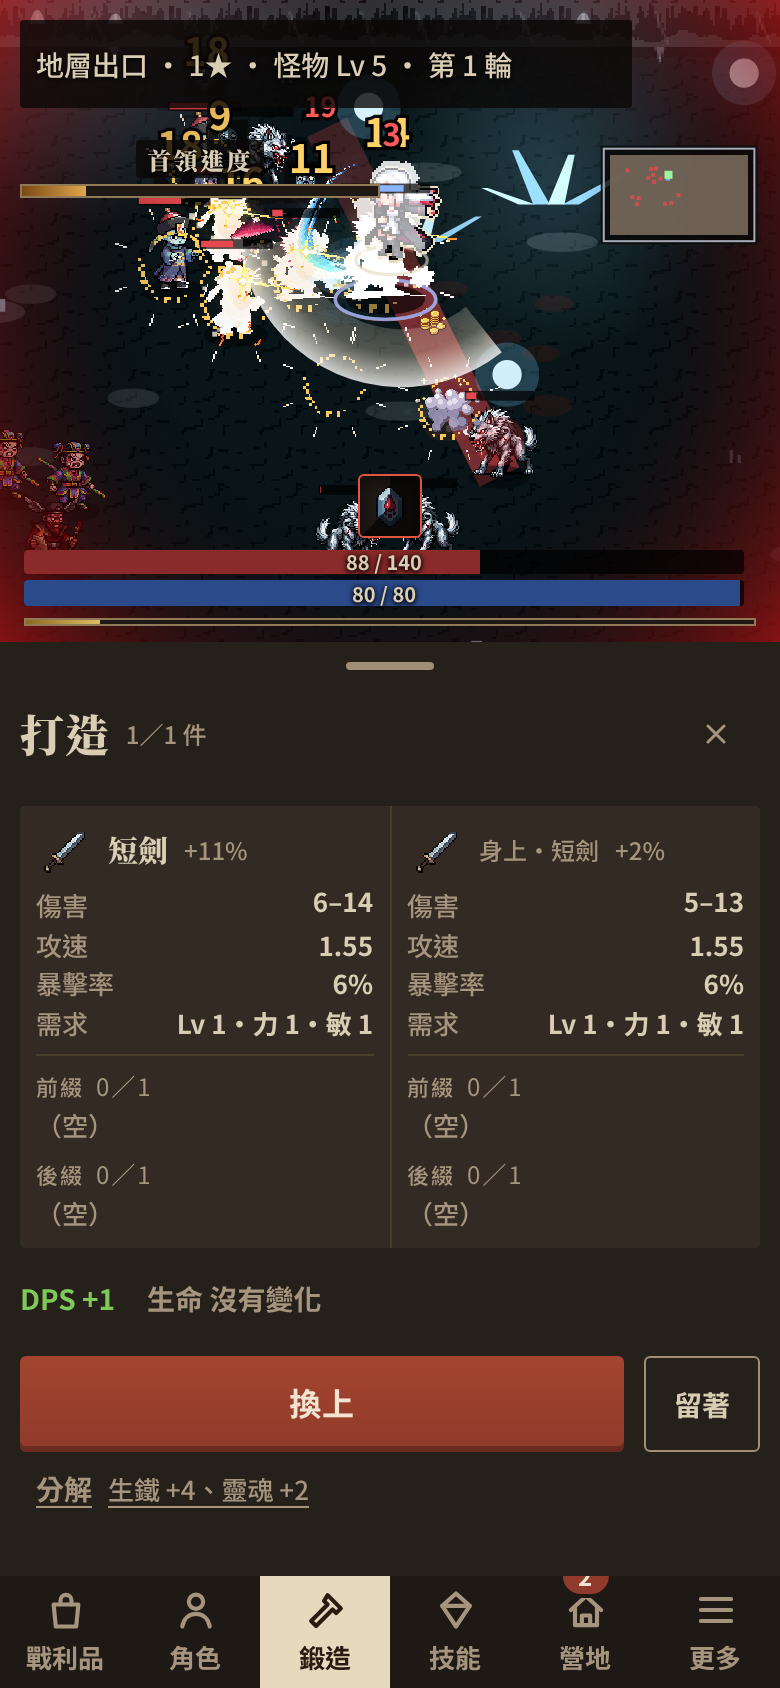 地層出口 · 1★ · 怪物 Lv 5 · 第 1 輪
18
19
9
13
11
首領進度
88 / 140
80 / 80
打造 1／1 件
短劍 +11%
傷害 6–14
攻速 1.55
暴擊率 6%
需求 Lv 1・力 1・敏 1
前綴 0／1
（空）
後綴 0／1
（空）
身上・短劍 +2%
傷害 5–13
攻速 1.55
暴擊率 6%
需求 Lv 1・力 1・敏 1
前綴 0／1
（空）
後綴 0／1
（空）
DPS +1 生命 沒有變化
換上
留著
分解 生鐵 +4、靈魂 +2
2
戰利品
角色
鍛造
技能
營地
更多